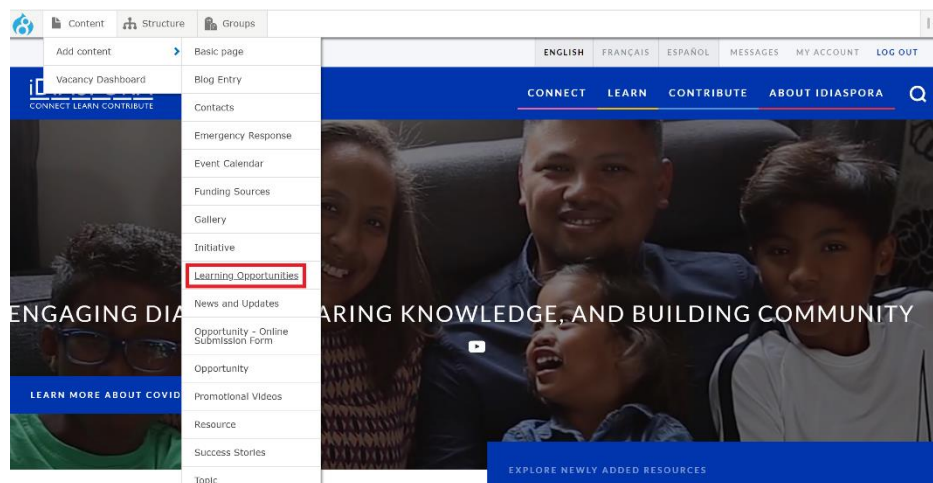 Content Structure Groups
Add content
Vacancy Dashboard
Basic page
Blog Entry
Contacts
Emergency Response
Event Calendar
Funding Sources
Gallery
Initiative
Learning Opportunities
News and Updates
Opportunity - Online
Submission Form
Opportunity
Promotional Videos
Resource
Success Stories
Topic
ENGLISH FRANÇAIS ESPAÑOL MESSAGES MY ACCOUNT LOG OUT
CONNECT LEARN CONTRIBUTE
CONNECT LEARN CONTRIBUTE ABOUT IDIASPORA
ENGAGING DIA ARING KNOWLEDGE, AND BUILDING COMMUNITY
LEARN MORE ABOUT COVID
EXPLORE NEWLY ADDED RESOURCES